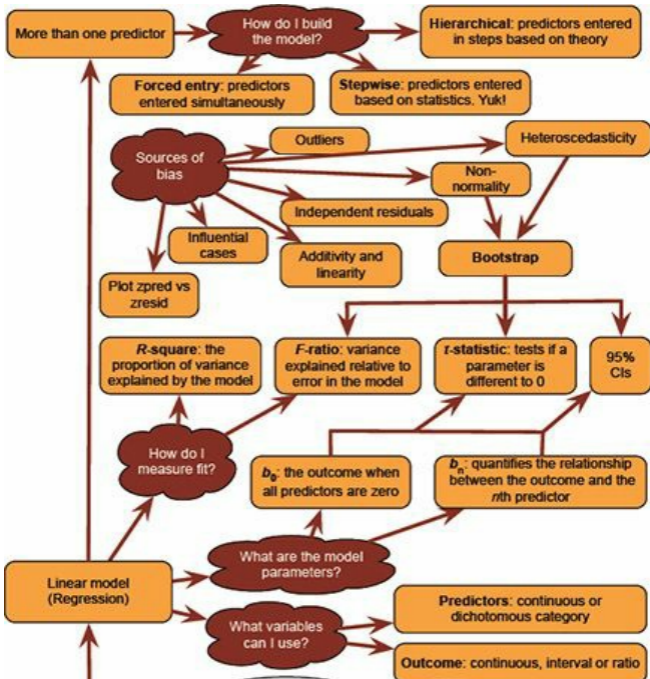 More than one predictor
How do I build
the model?
Hierarchical: predictors entered
in steps based on theory
Forced entry: predictors
entered simultaneously
Stepwise: predictors entered
based on statistics. Yuk!
Sources of
bias
Outliers
Heteroscedasticity
Non-
normality
Independent residuals
Influential
cases
Additivity and
linearity
Bootstrap
Plot zpred vs
zresid
R-square: the
proportion of variance
explained by the model
F-ratio: variance
explained relative to
error in the model
t-statistic: tests if a
parameter is
different to 0
95%
CIs
How do I
measure fit?
b₀: the outcome when
all predictors are zero
bₙ: quantifies the relationship
between the outcome and the
nth predictor
What are the model
parameters?
Linear model
(Regression)
What variables
can I use?
Predictors: continuous or
dichotomous category
Outcome: continuous, interval or ratio